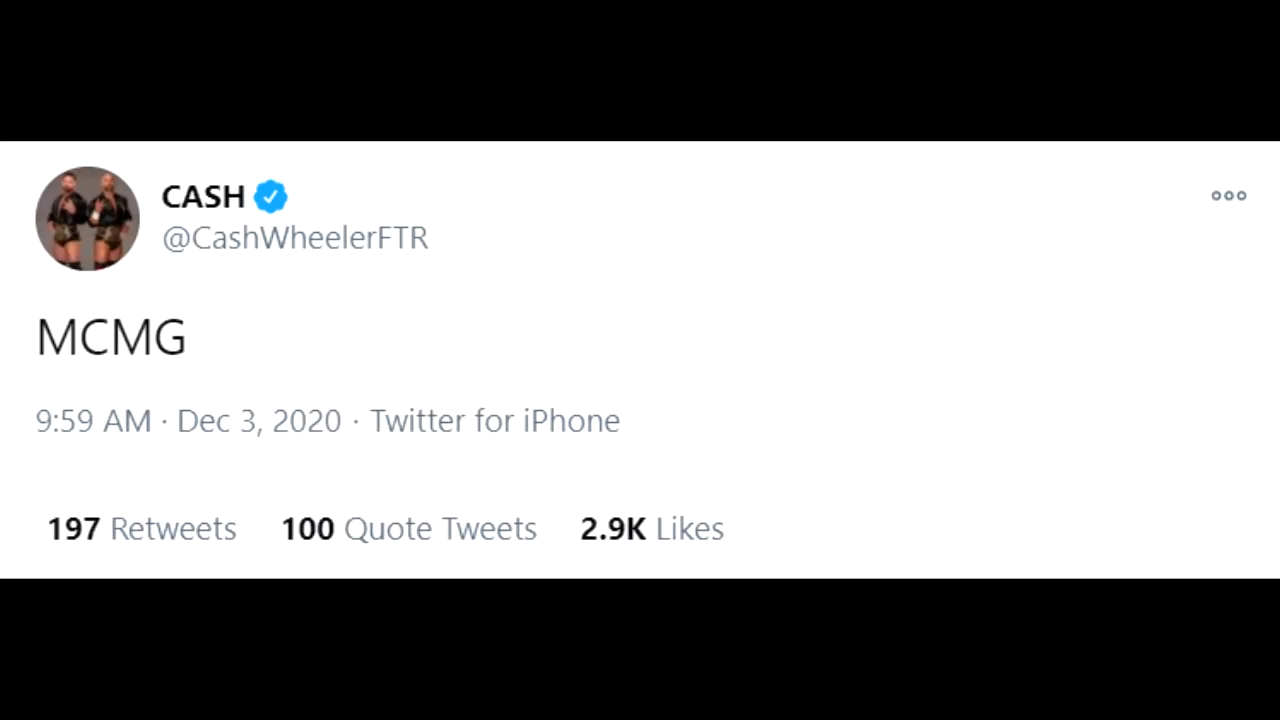 CASH
@CashWheelerFTR
MCMG
9:59 AM · Dec 3, 2020 · Twitter for iPhone
197 Retweets 100 Quote Tweets 2.9K Likes